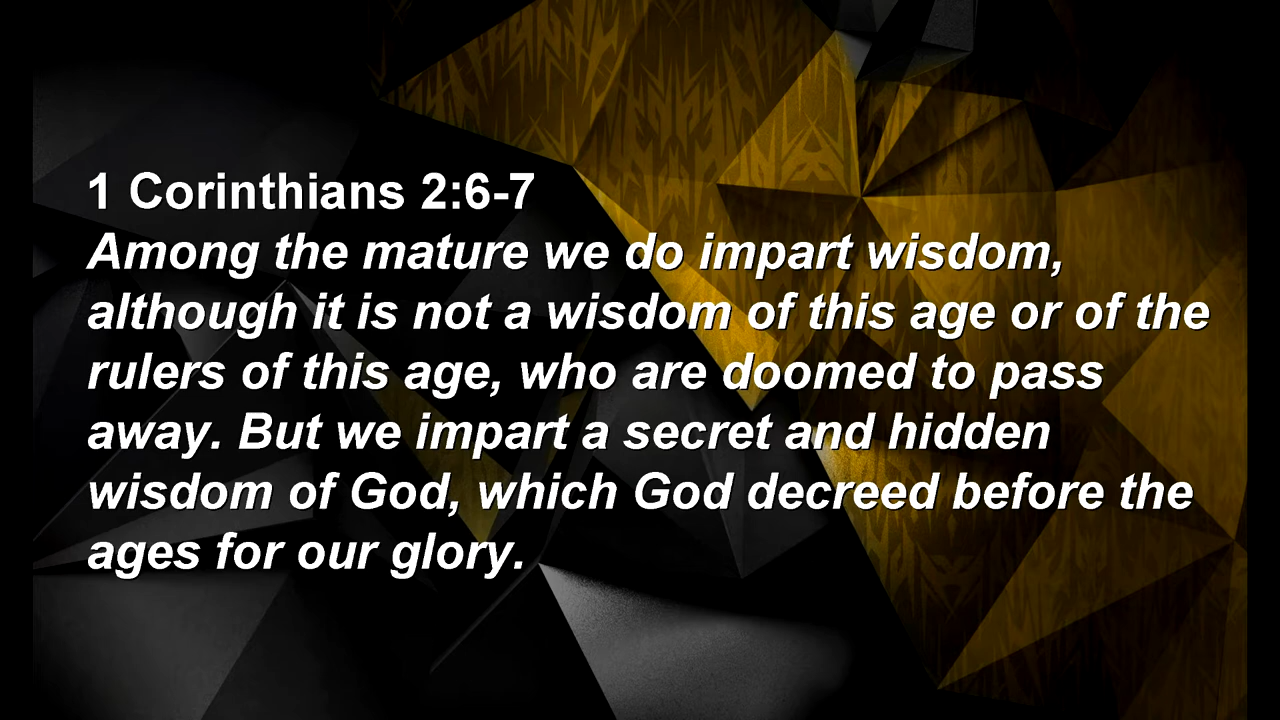 1 Corinthians 2:6-7
Among the mature we do impart wisdom,
although it is not a wisdom of this age or of the
rulers of this age, who are doomed to pass
away. But we impart a secret and hidden
wisdom of God, which God decreed before the
ages for our glory.